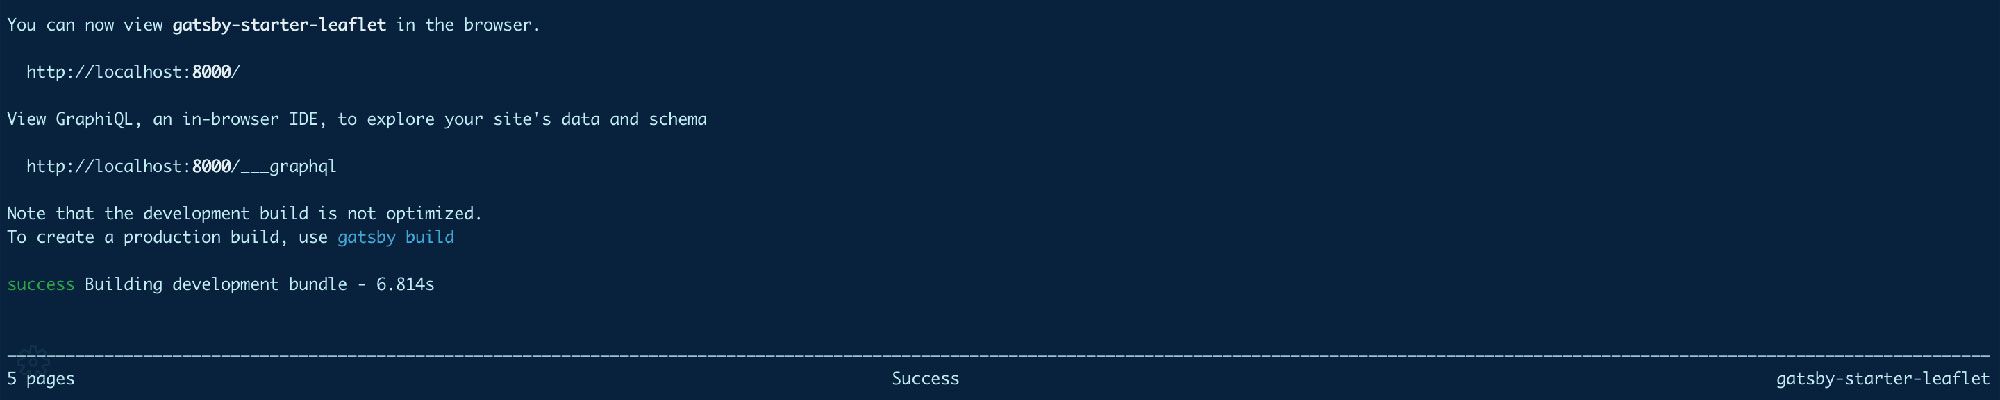 You can now view gatsby-starter-leaflet in the browser.
http://localhost:8000/
View GraphiQL, an in-browser IDE, to explore your site's data and schema
http://localhost:8000/___graphql
Note that the development build is not optimized.
To create a production build, use gatsby build
success Building development bundle - 6.814s
5 pages Success gatsby-starter-leaflet